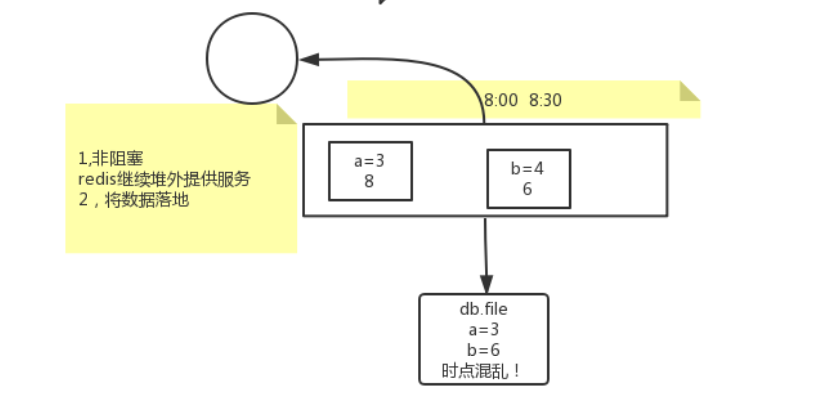 8:00 8:30
1,非阻塞
redis继续堆外提供服务
2，将数据落地
a=3
8
b=4
6
db.file
a=3
b=6
时点混乱！